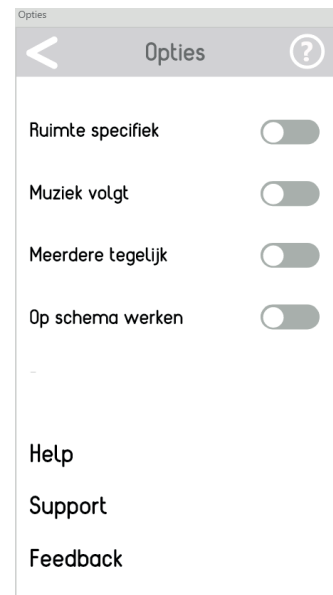 Opties
< Opties ?
Ruimte specifiek
Muziek volgt
Meerdere tegelijk
Op schema werken
Help
Support
Feedback